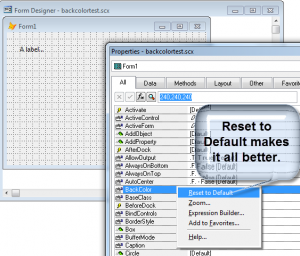 Form Designer - backcolortest.scx
Form1
A label...
Properties - backcolortest.scx
Form1
All Data Methods Layout Other Favorite
240,240,240
Activate [Default]
ActiveControl
ActiveForm
AddObject [Default]
AddProperty
AfterDock
AllowOutput
AlwaysOnBottom
AlwaysOnTop
AutoCenter
BackColor
BaseClass
BeforeDock
BindControls
BorderStyle
Box
BufferMode
Caption
Circle [Default]
Reset to
Default makes
it all better.
Reset to Default
Zoom...
Expression Builder...
Add to Favorites...
Help...